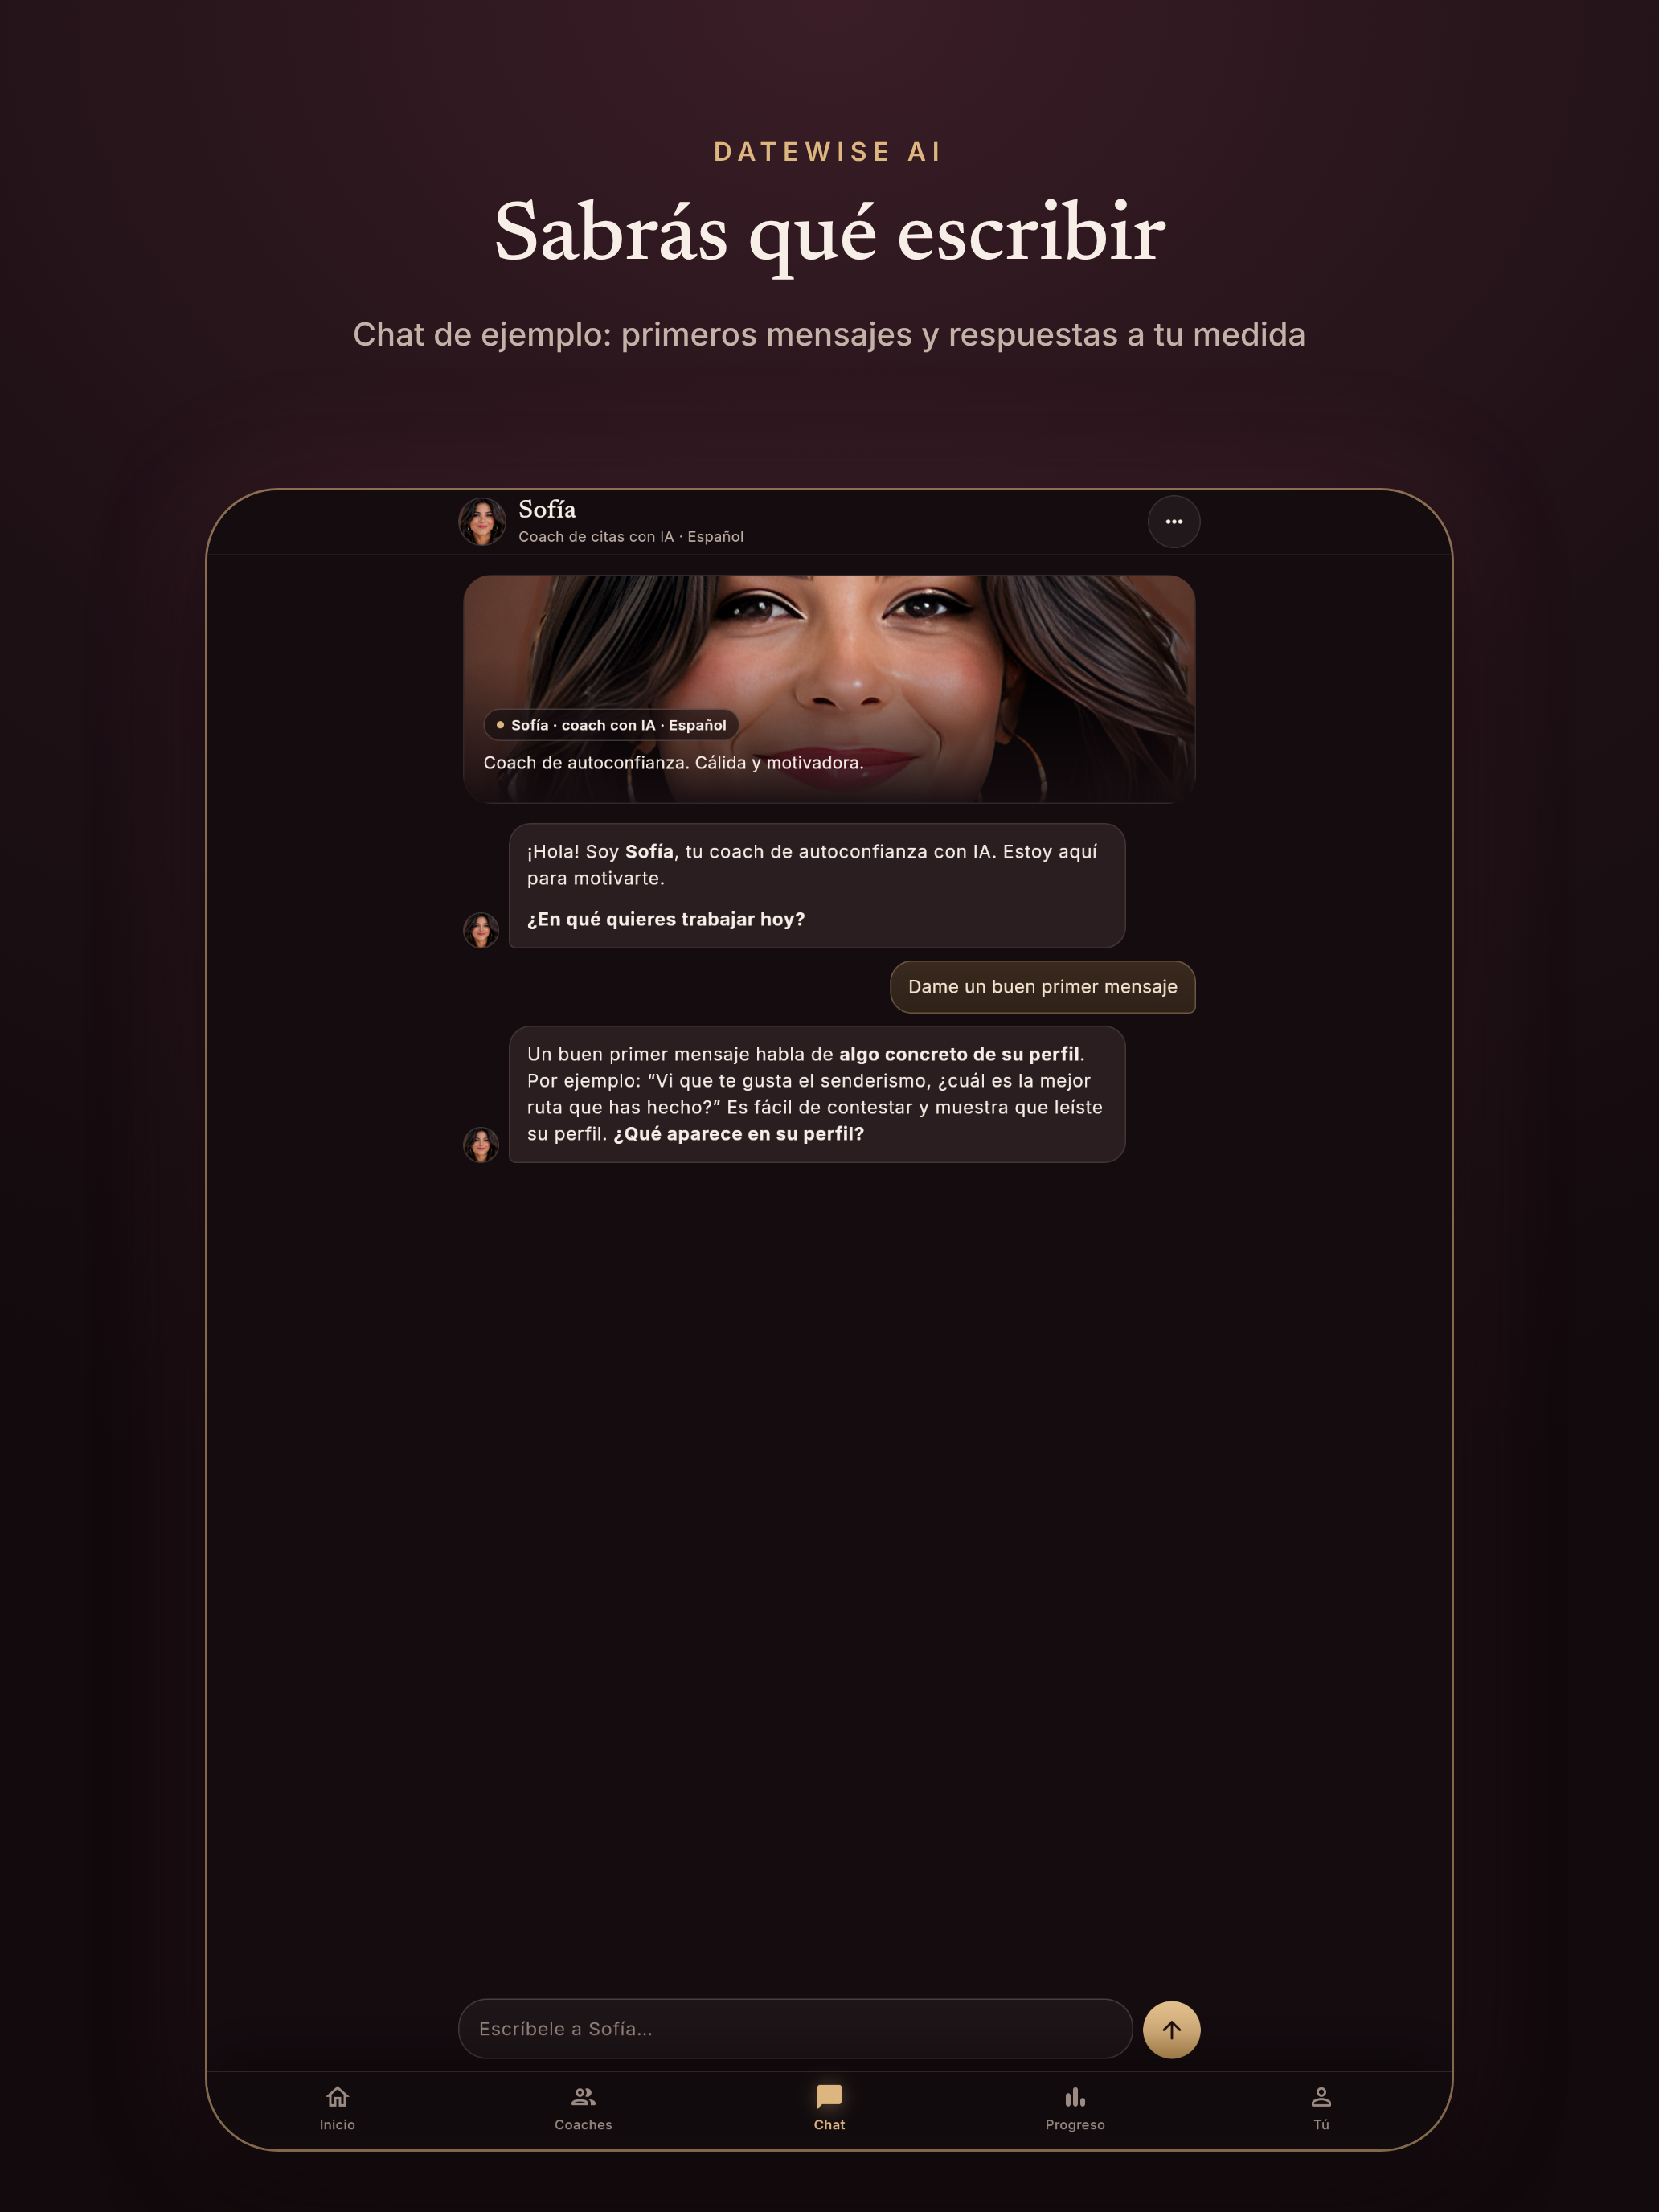 DATEWISE AI
Sabrás qué escribir
Chat de ejemplo: primeros mensajes y respuestas a tu medida
Sofía
Coach de citas con IA · Español
Sofía · coach con IA · Español
Coach de autoconfianza. Cálida y motivadora.
¡Hola! Soy Sofía, tu coach de autoconfianza con IA. Estoy aquí
para motivarte.
¿En qué quieres trabajar hoy?
Dame un buen primer mensaje
Un buen primer mensaje habla de algo concreto de su perfil.
Por ejemplo: “Vi que te gusta el senderismo, ¿cuál es la mejor
ruta que has hecho?” Es fácil de contestar y muestra que leíste
su perfil. ¿Qué aparece en su perfil?
Escríbele a Sofía...
Inicio
Coaches
Chat
Progreso
Tú